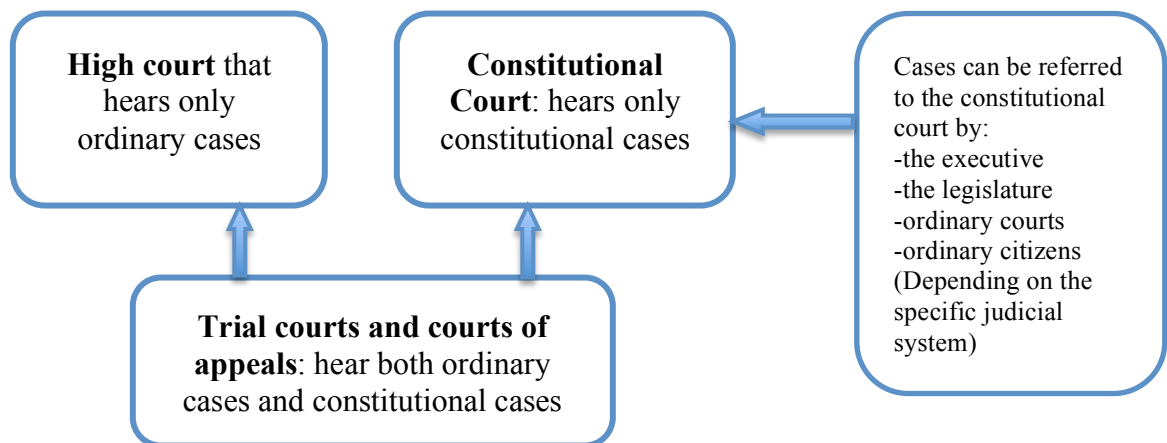 High court that
hears only
ordinary cases
Constitutional
Court: hears only
constitutional cases
Cases can be referred
to the constitutional
court by:
-the executive
-the legislature
-ordinary courts
-ordinary citizens
(Depending on the
specific judicial
system)
Trial courts and courts of
appeals: hear both ordinary
cases and constitutional cases